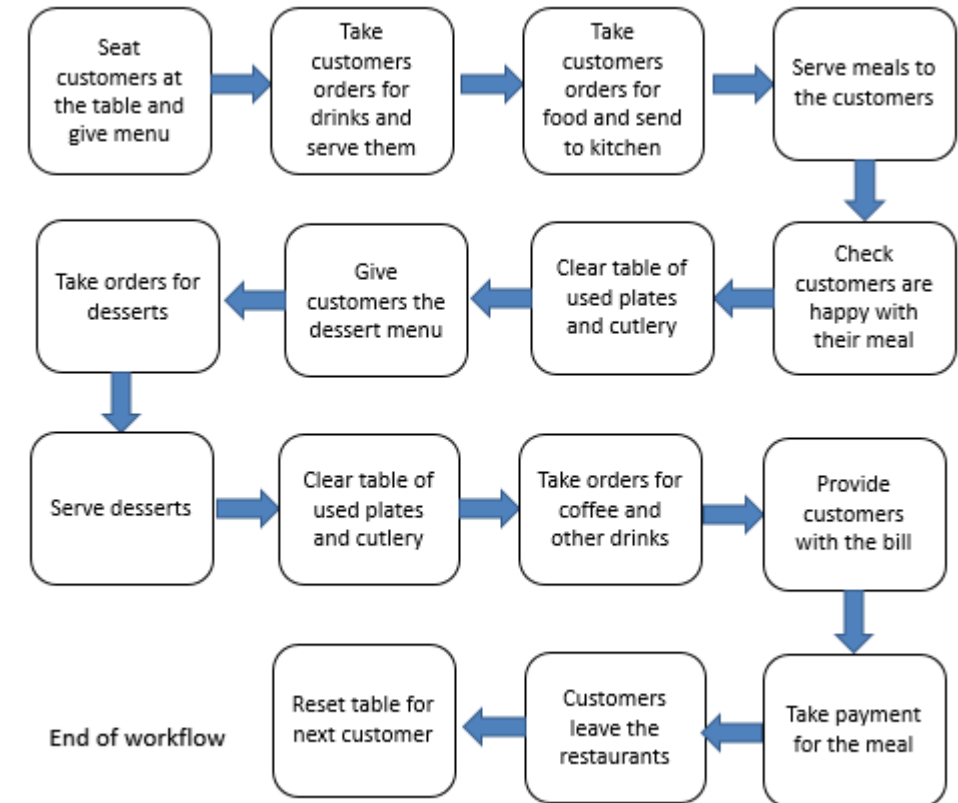 Seat
customers at
the table and
give menu
Take
customers
orders for
drinks and
serve them
Take
customers
orders for
food and send
to kitchen
Serve meals to
the customers
Check
customers are
happy with
their meal
Clear table of
used plates
and cutlery
Give
customers the
dessert menu
Take orders for
desserts
Serve desserts
Clear table of
used plates
and cutlery
Take orders for
coffee and
other drinks
Provide
customers
with the bill
Take payment
for the meal
Customers
leave the
restaurants
Reset table for
next customer
End of workflow